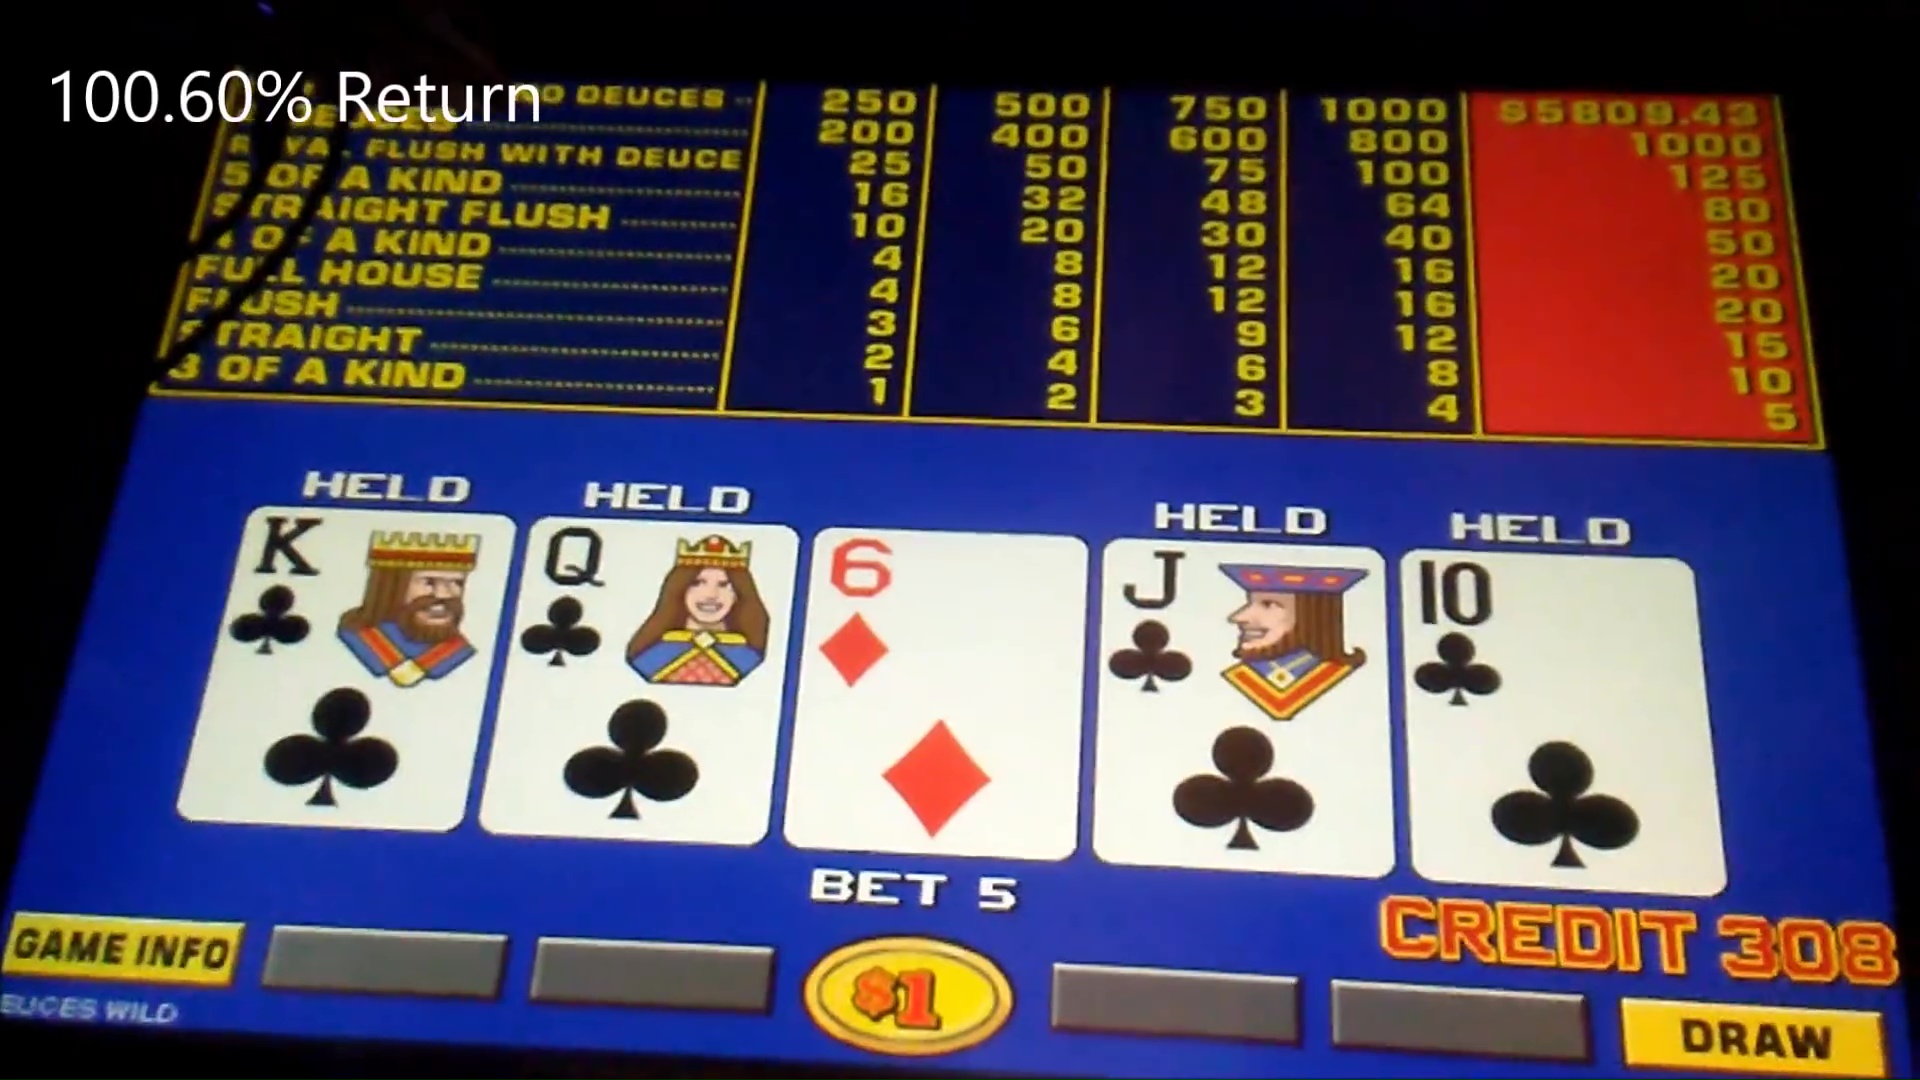 100.60% Return
O DEUCES 250 500 750 1000 $5809.43
200 400 600 800 1000
FLUSH WITH DEUCE 25 50 75 100 125
5 OF A KIND 16 32 48 64 80
STRAIGHT FLUSH 10 20 30 40 50
4 OF A KIND 4 8 12 16 20
FULL HOUSE 4 8 12 16 20
FLUSH 3 6 9 12 15
STRAIGHT 2 4 6 8 10
3 OF A KIND 1 2 3 4 5
HELD HELD HELD HELD
K Q 6 J 10
BET 5
CREDIT 308
GAME INFO $1 DRAW
EUCES WILD